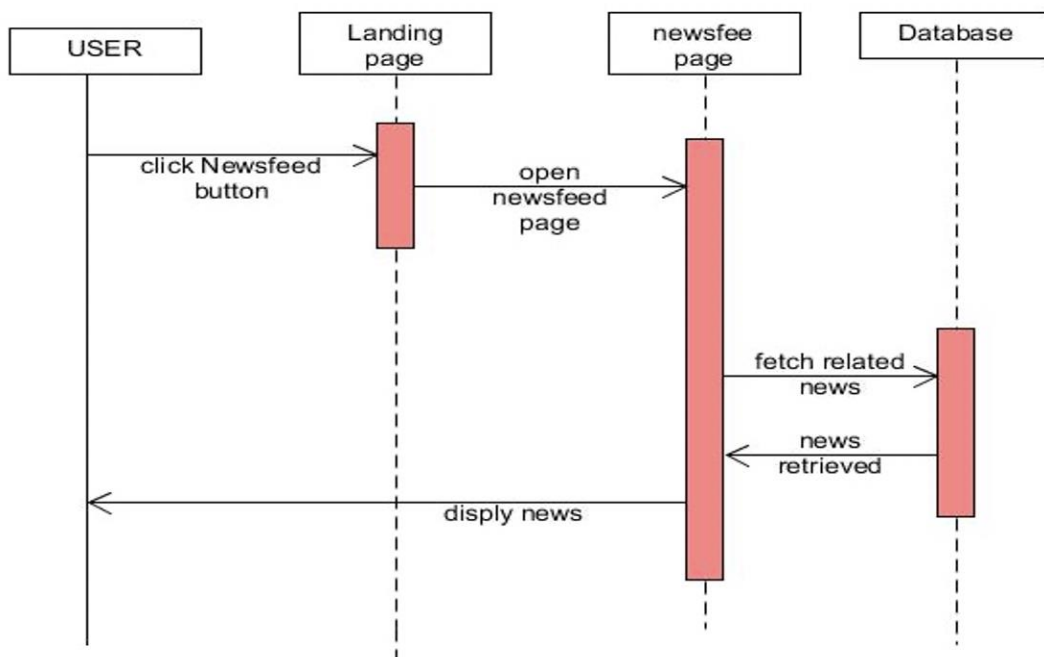 USER
Landing
page
newsfee
page
Database
click Newsfeed
button
open
newsfeed
page
fetch related
news
news
retrieved
disply news